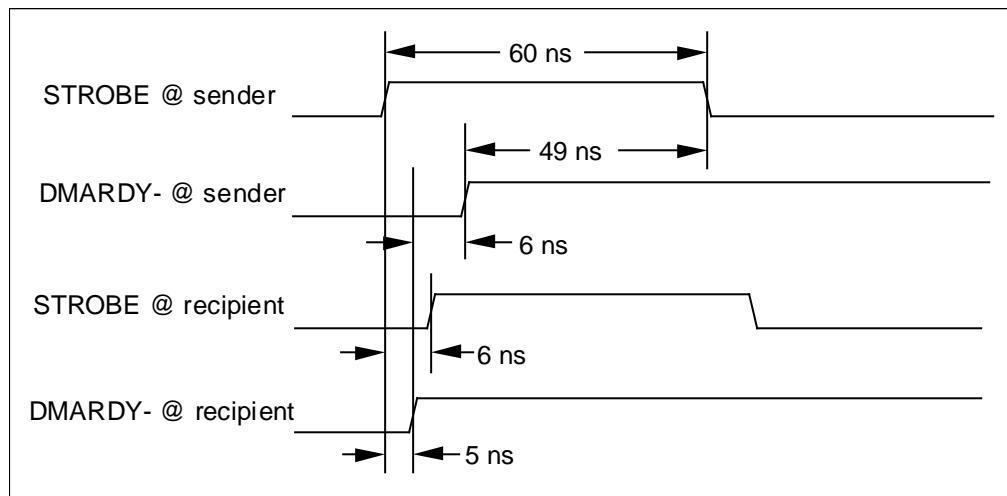 60 ns
STROBE @ sender
49 ns
DMARDY- @ sender
6 ns
STROBE @ recipient
6 ns
DMARDY- @ recipient
5 ns